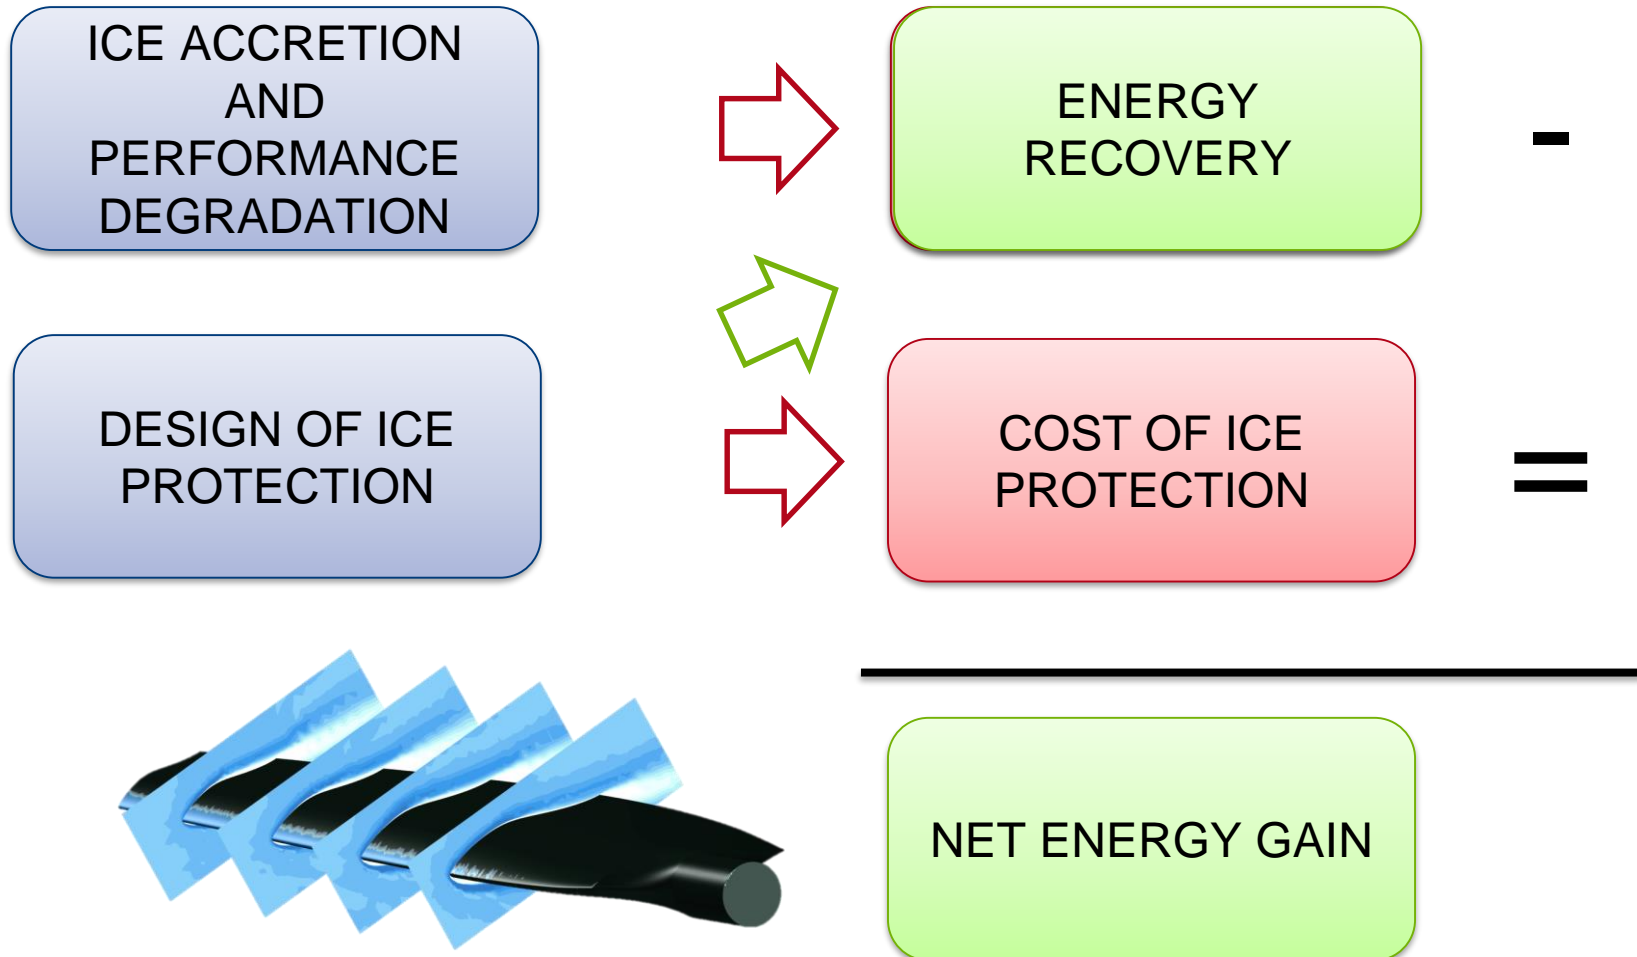 ICE ACCRETION
AND
PERFORMANCE
DEGRADATION
ENERGY
RECOVERY
-
DESIGN OF ICE
PROTECTION
COST OF ICE
PROTECTION
=
NET ENERGY GAIN